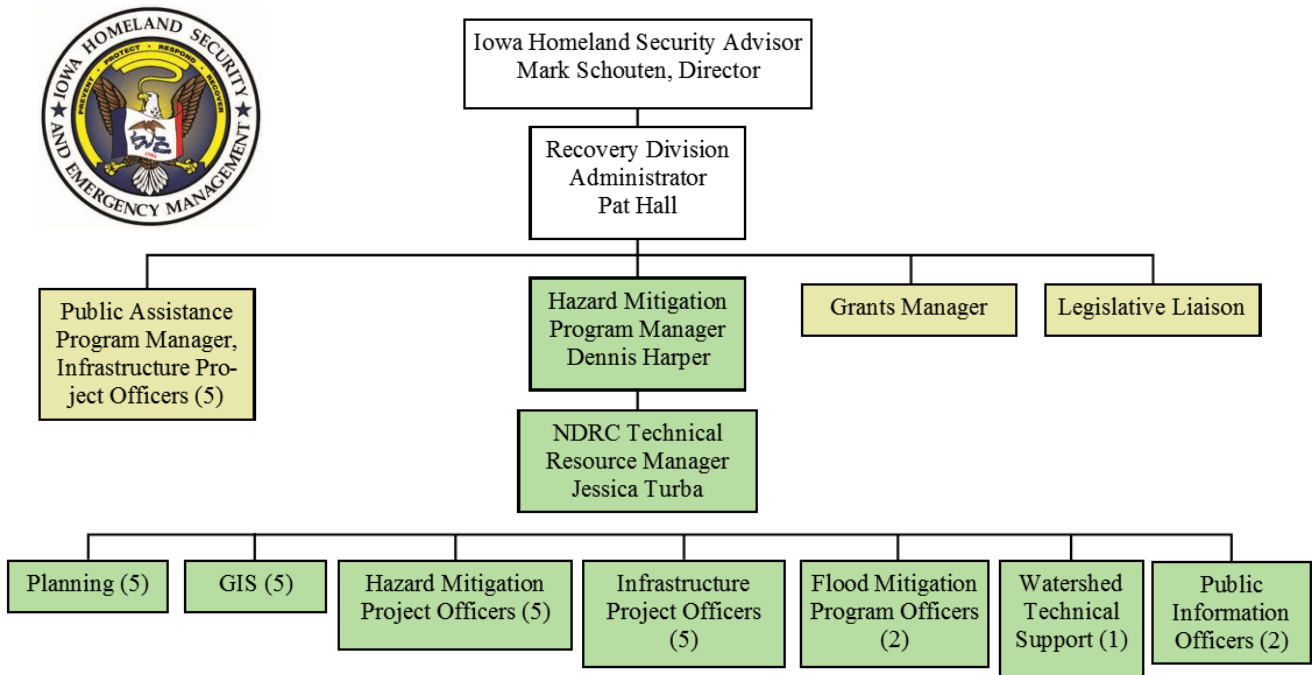 IOWA HOMELAND SECURITY
AND EMERGENCY MANAGEMENT
PREVENT • PROTECT • RESPOND • RECOVER
Iowa Homeland Security Advisor
Mark Schouten, Director
Recovery Division
Administrator
Pat Hall
Public Assistance
Program Manager,
Infrastructure Pro-
ject Officers (5)
Hazard Mitigation
Program Manager
Dennis Harper
Grants Manager
Legislative Liaison
NDRC Technical
Resource Manager
Jessica Turba
Planning (5)
GIS (5)
Hazard Mitigation
Project Officers (5)
Infrastructure
Project Officers
(5)
Flood Mitigation
Program Officers
(2)
Watershed
Technical
Support (1)
Public
Information
Officers (2)